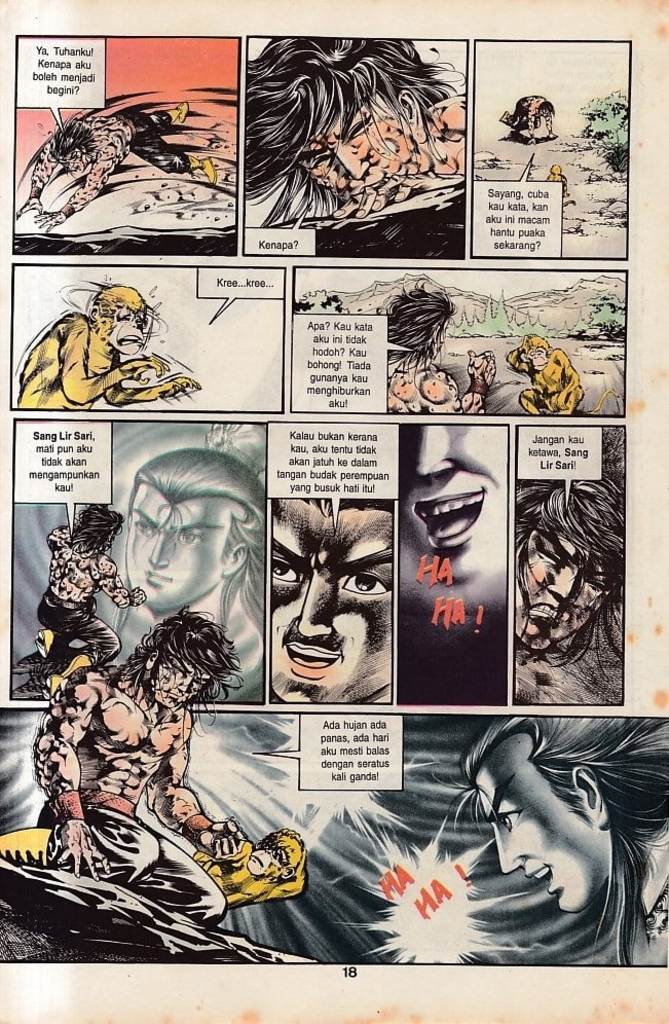 Ya, Tuhanku!
Kenapa aku
boleh menjadi
begini?
Kenapa?
Sayang, cuba
kau kata, kan
aku ini macam
hantu puaka
sekarang?
Kree...kree...
Apa? Kau kata
aku ini tidak
hodoh? Kau
bohong! Tiada
gunanya kau
menghiburkan
aku!
Sang Lir Sari,
mati pun aku
tidak akan
mengampunkan
kau!
Kalau bukan kerana
kau, aku tentu tidak
akan jatuh ke dalam
tangan budak perempuan
yang busuk hati itu!
HA
HA!
Jangan kau
ketawa, Sang
Lir Sari!
Ada hujan ada
panas, ada hari
aku mesti balas
dengan seratus
kali ganda!
HA
HA!
18